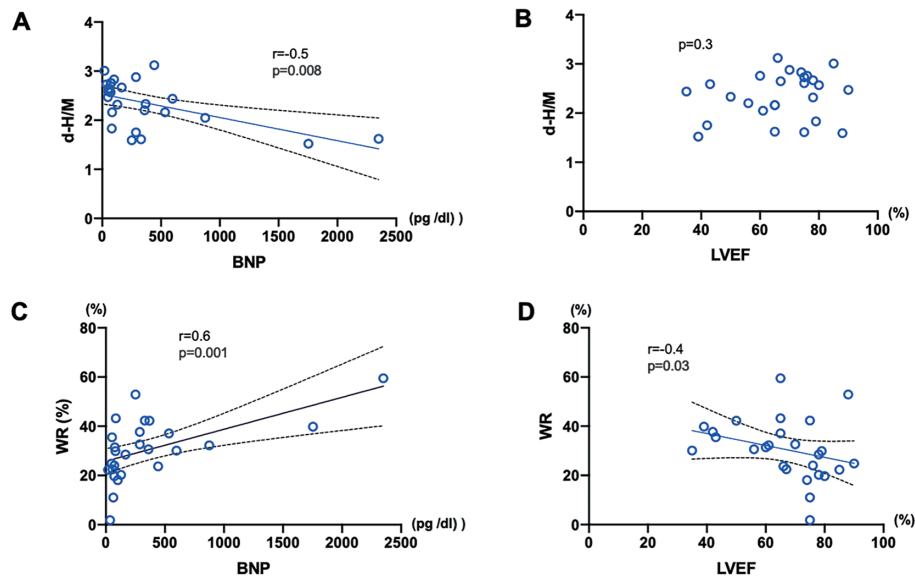 A
B
4
3
2
1
0
d-H/M
r=-0.5
p=0.008
0
500
1000
1500
2000
2500
(pg /dl) )
BNP
4
3
2
1
0
d-H/M
p=0.3
0
20
40
60
80
100
(%)
LVEF
C
D
(%)
80
60
40
20
0
WR (%)
r=0.6
p=0.001
0
500
1000
1500
2000
2500
(pg /dl) )
BNP
(%)
80
60
40
20
0
WR
r=-0.4
p=0.03
0
20
40
60
80
100
(%)
LVEF